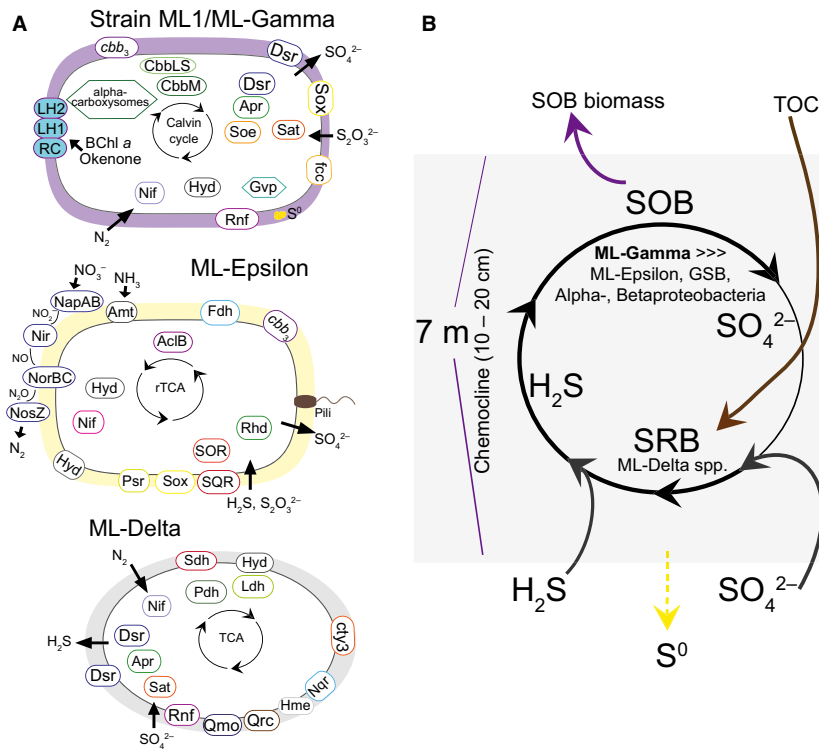 A
Strain ML1/ML-Gamma
cbb₃
Dsr
SO₄²⁻
CbbLS
CbbM
alpha-
carboxysomes
Dsr
Sox
Apr
LH2
LH1
RC
Calvin
cycle
Soe
Sat
S₂O₃²⁻
BChl a
Okenone
fcc
Nif
Hyd
Gvp
N₂
Rnf
S⁰
ML-Epsilon
NO₃⁻
NH₃
NapAB
Amt
Fdh
cbb₃
NO₂⁻
Nir
AclB
NO
NorBC
Hyd
rTCA
N₂O
NosZ
Nif
Rhd
Pili
N₂
SO₄²⁻
SOR
Hyd
Psr
Sox
SQR
H₂S, S₂O₃²⁻
ML-Delta
N₂
Sdh
Hyd
Nif
Pdh
Ldh
H₂S
Dsr
TCA
cty3
Apr
Dsr
Sat
Nqr
Hme
Rnf
Qmo
Qrc
SO₄²⁻
B
SOB biomass
TOC
SOB
ML-Gamma >>>
ML-Epsilon, GSB,
Alpha-, Betaproteobacteria
7 m
Chemocline (10 – 20 cm)
SO₄²⁻
H₂S
SRB
ML-Delta spp.
H₂S
SO₄²⁻
S⁰